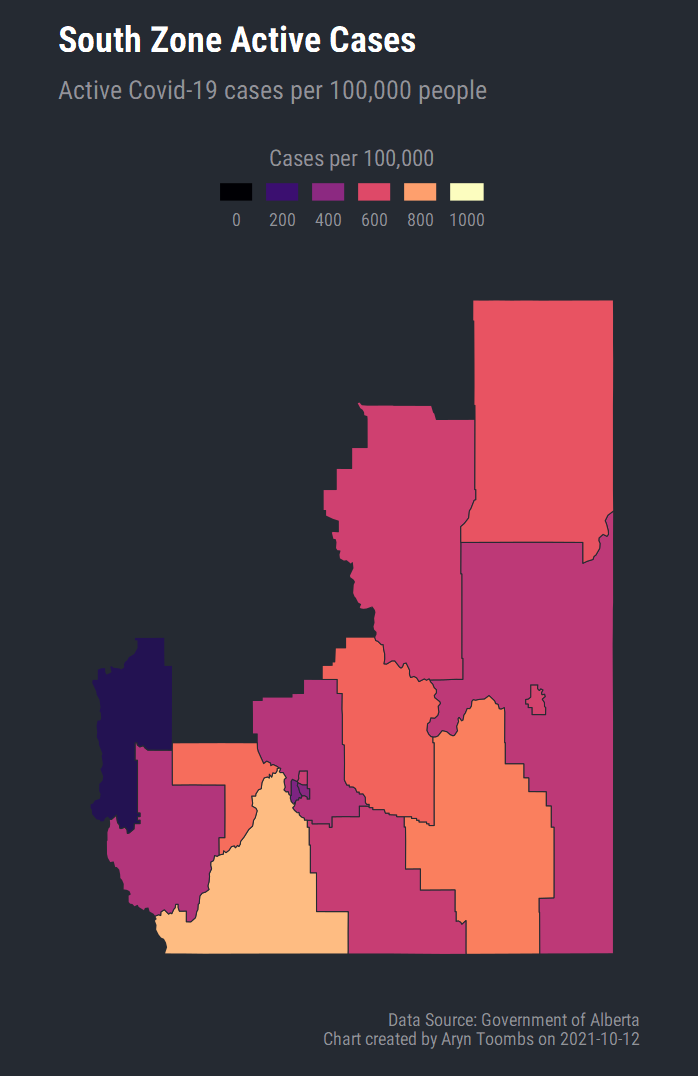 South Zone Active Cases
Active Covid-19 cases per 100,000 people
Cases per 100,000
0 200 400 600 800 1000
Data Source: Government of Alberta
Chart created by Aryn Toombs on 2021-10-12